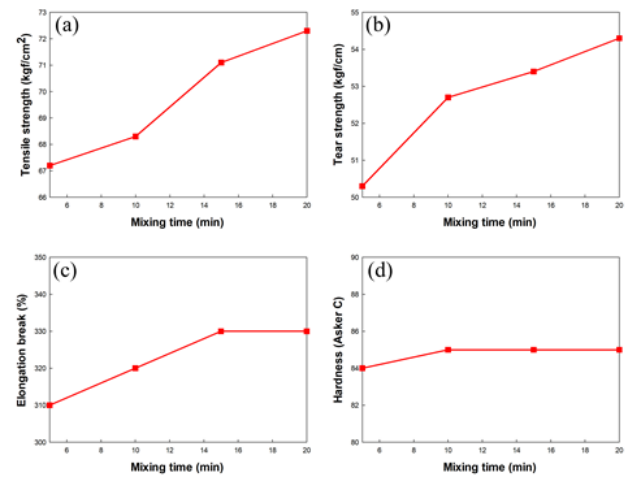 (a)
Tensile strength (kgf/cm²)
73
72
71
70
69
68
67
66
6 8 10 12 14 16 18 20
Mixing time (min)
(b)
Tear strength (kgf/cm)
55
54
53
52
51
50
6 8 10 12 14 16 18 20
Mixing time (min)
(c)
Elongation break (%)
350
340
330
320
310
300
6 8 10 12 14 16 18 20
Mixing time (min)
(d)
Hardness (Asker C)
90
86
86
84
82
80
6 8 10 12 14 16 18 20
Mixing time (min)